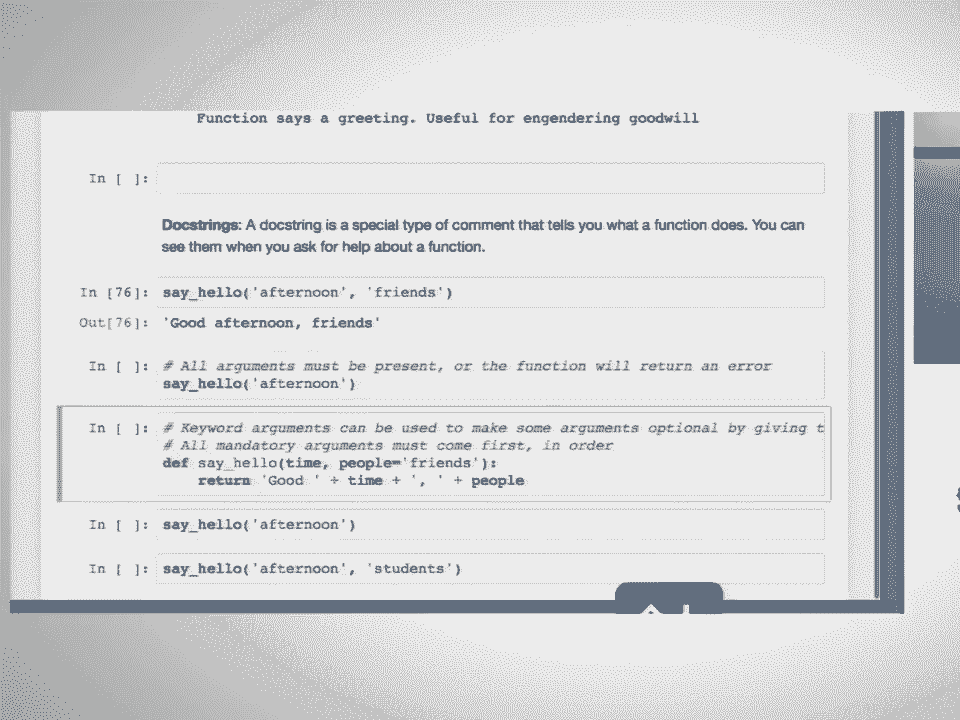 Function says a greeting. Useful for engendering goodwill
In [ ]:
Docstrings: A docstring is a special type of comment that tells you what a function does. You can
see them when you ask for help about a function.
In [76]: say_hello('afternoon', 'friends')
Out[76]: 'Good afternoon, friends'
In [ ]: # All arguments must be present, or the function will return an error
say_hello('afternoon')
In [ ]: # Keyword arguments can be used to make some arguments optional by giving t
# All mandatory arguments must come first, in order
def say_hello(time, people='friends'):
    return 'Good ' + time + ', ' + people
In [ ]: say_hello('afternoon')
In [ ]: say_hello('afternoon', 'students')